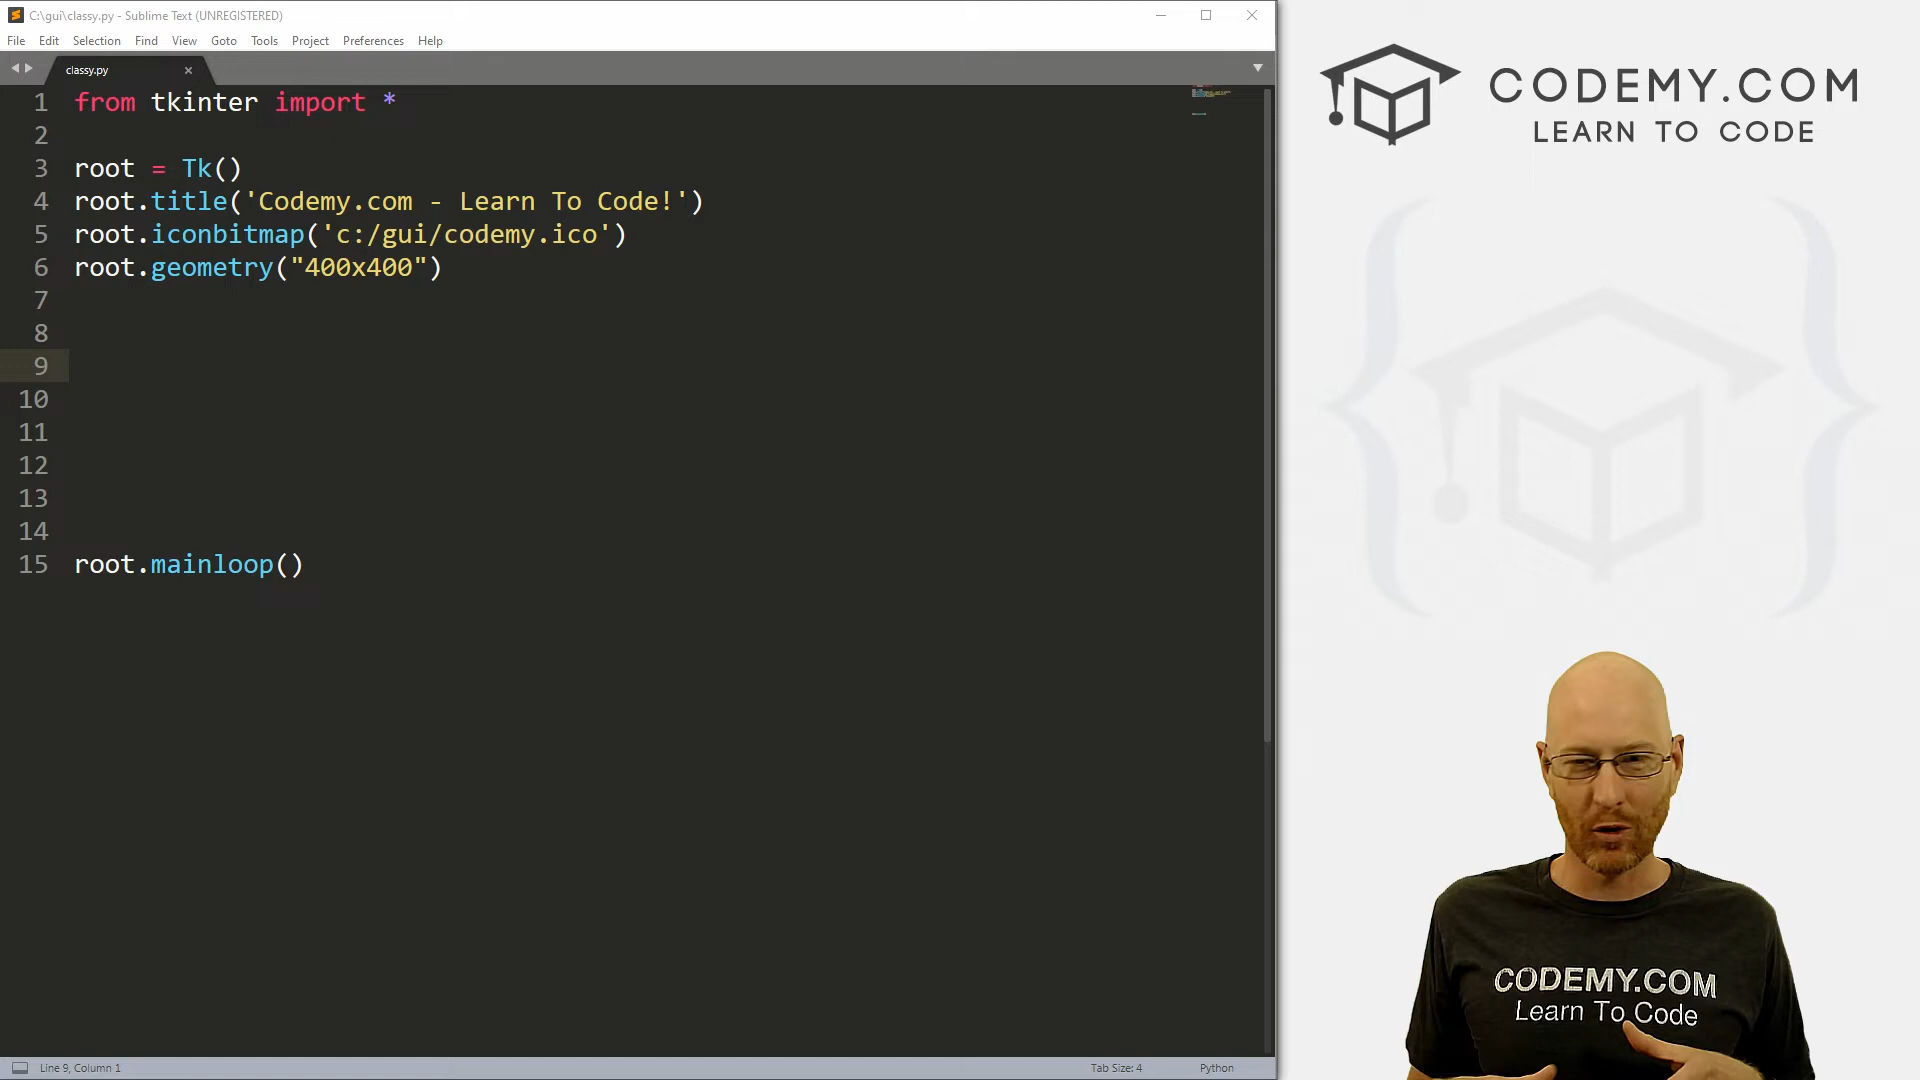 C:\gui\classy.py - Sublime Text (UNREGISTERED)
File Edit Selection Find View Goto Tools Project Preferences Help
classy.py
1 from tkinter import *
2
3 root = Tk()
4 root.title('Codemy.com - Learn To Code!')
5 root.iconbitmap('c:/gui/codemy.ico')
6 root.geometry("400x400")
7
8
9
10
11
12
13
14
15 root.mainloop()
Line 9, Column 1
Tab Size: 4
Python
CODEMY.COM
LEARN TO CODE
CODEMY.COM
Learn To Code